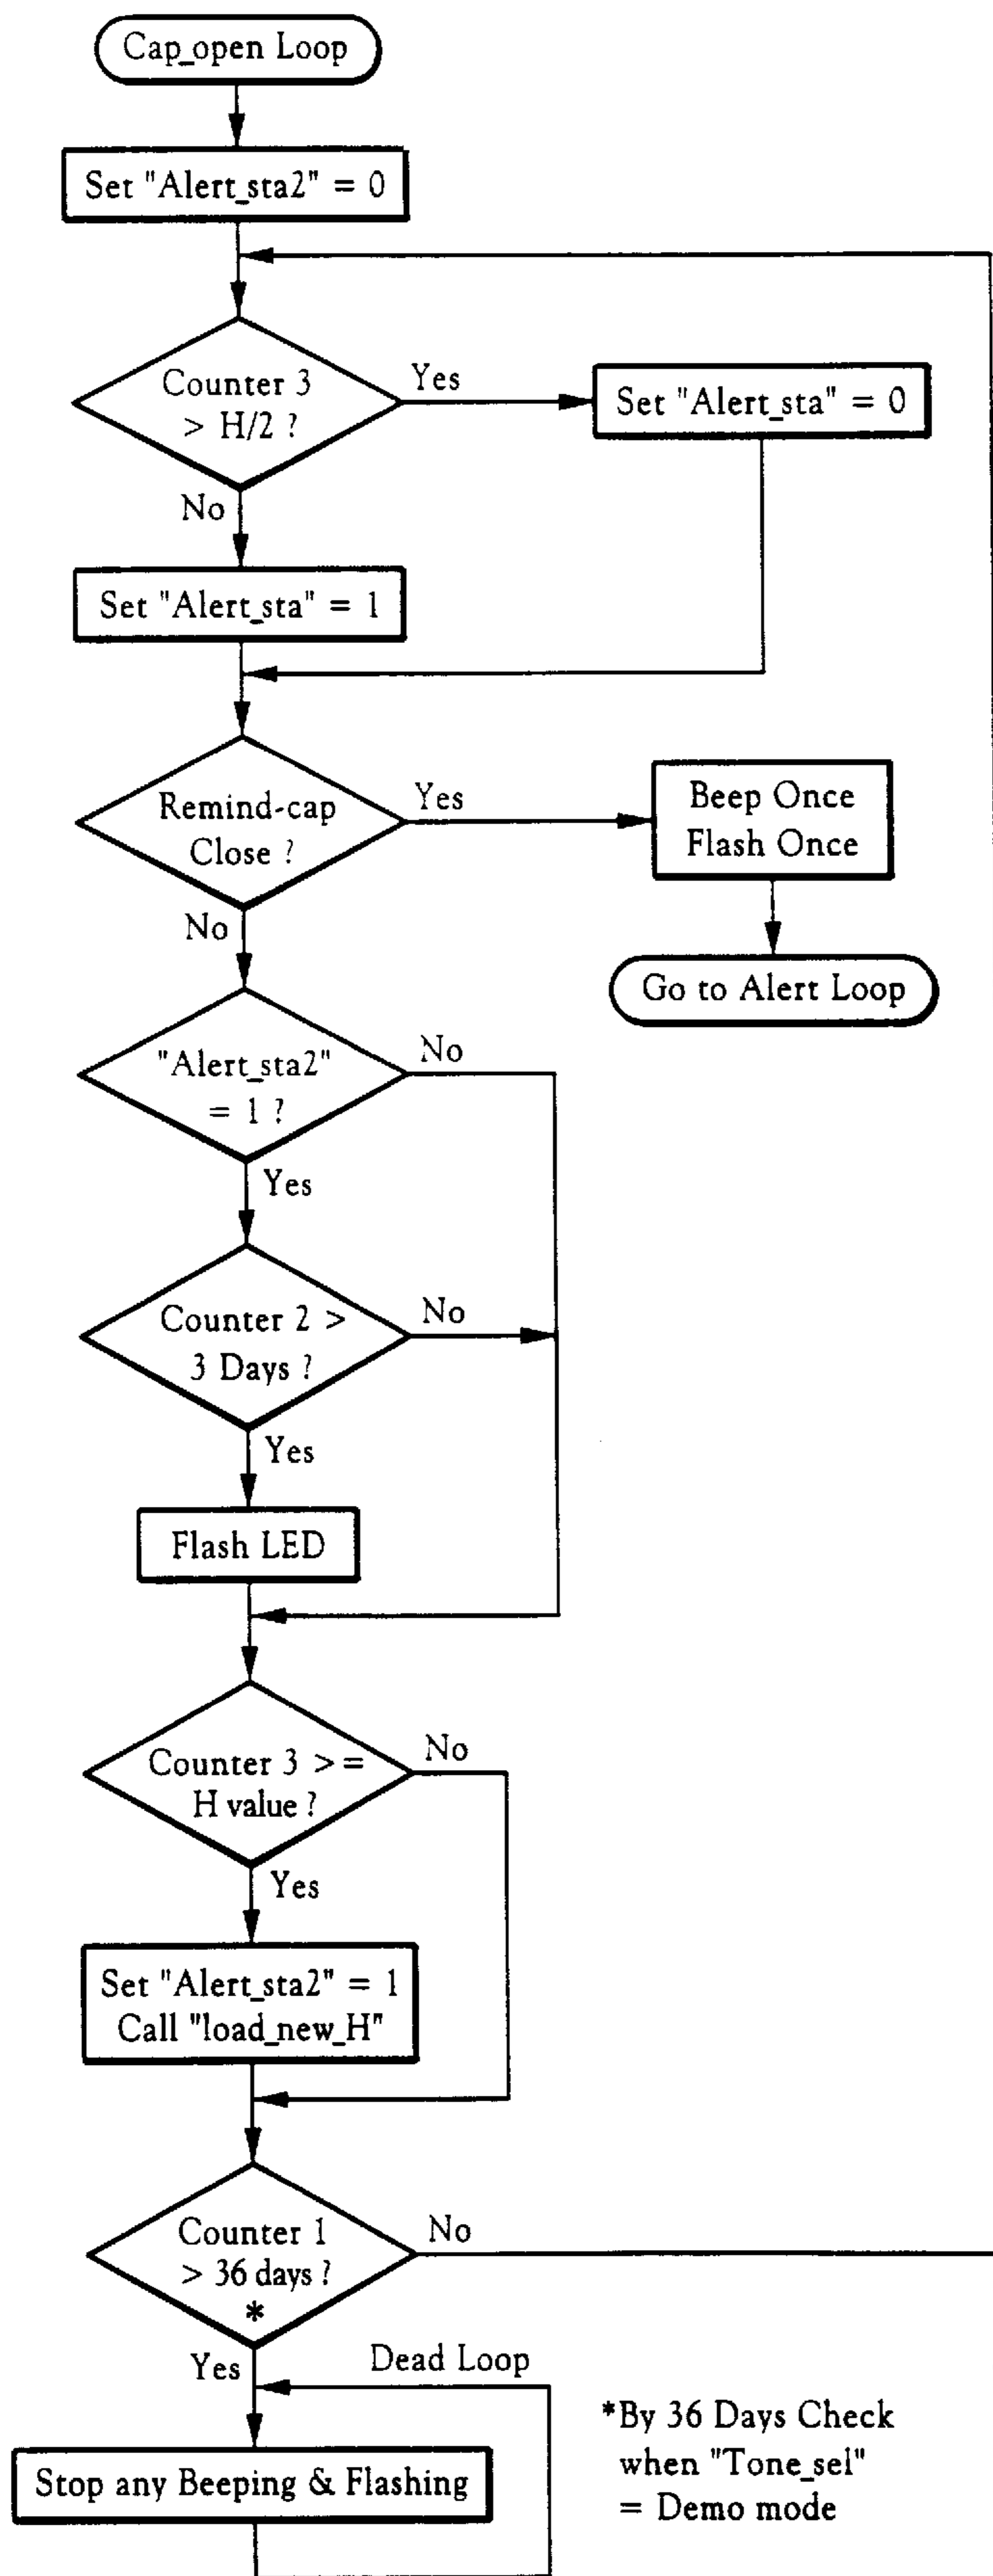 Cap_open Loop
Set "Alert_sta2" = 0
Counter 3
> H/2 ?
Yes
Set "Alert_sta" = 0
No
Set "Alert_sta" = 1
Remind-cap
Close ?
Yes
Beep Once
Flash Once
No
Go to Alert Loop
"Alert_sta2"
= 1 ?
No
Yes
Counter 2 >
3 Days ?
No
Yes
Flash LED
Counter 3 >=
H value ?
No
Yes
Set "Alert_sta2" = 1
Call "load_new_H"
Counter 1
> 36 days ?
*
No
Yes
Dead Loop
Stop any Beeping & Flashing
*By 36 Days Check
when "Tone_sel"
= Demo mode